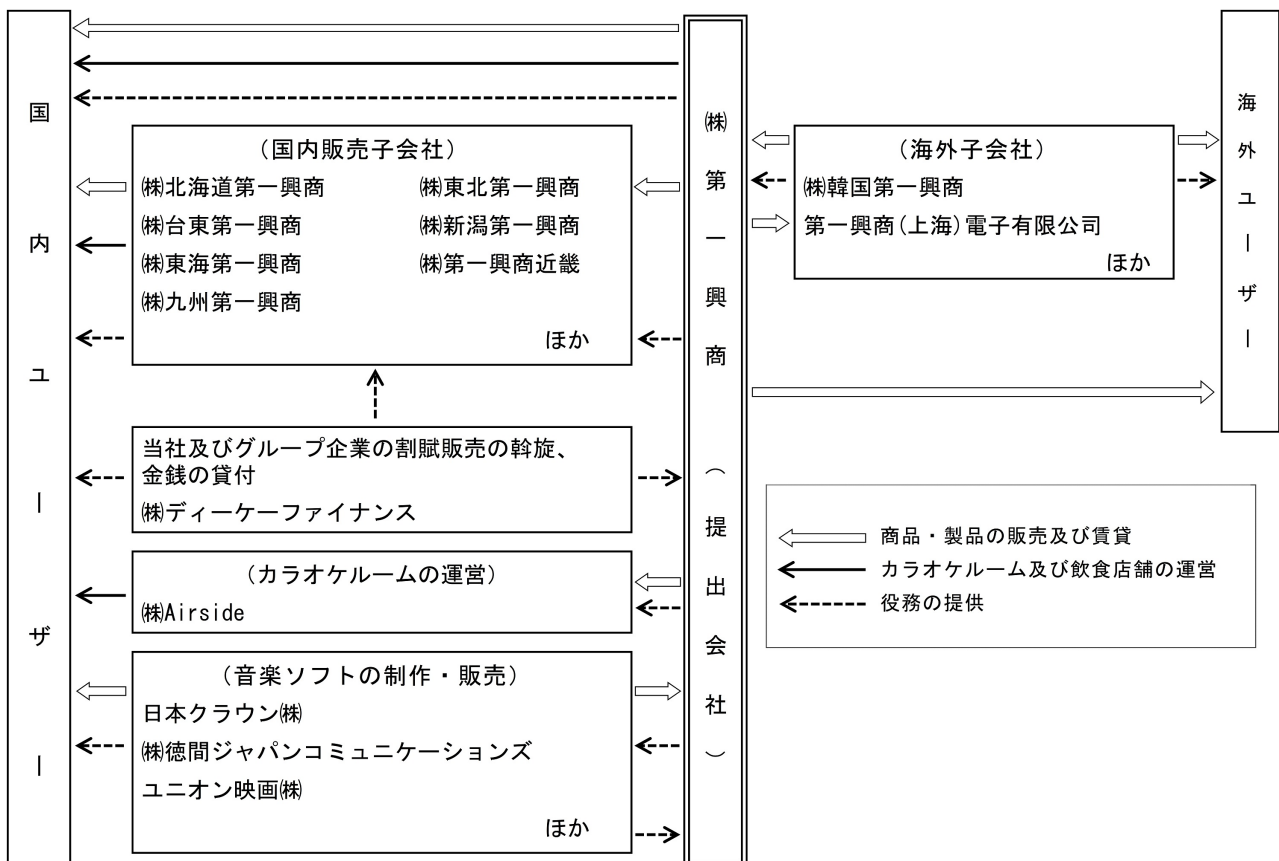 国内ユーザー
（国内販売子会社）
㈱北海道第一興商　㈱東北第一興商
㈱台東第一興商　㈱新潟第一興商
㈱東海第一興商　㈱第一興商近畿
㈱九州第一興商
ほか
当社及びグループ企業の割賦販売の斡旋、
金銭の貸付
㈱ディーケーファイナンス
（カラオケルームの運営）
㈱Airside
（音楽ソフトの制作・販売）
日本クラウン㈱
㈱徳間ジャパンコミュニケーションズ
ユニオン映画㈱
ほか
㈱第一興商（提出会社）
（海外子会社）
㈱韓国第一興商
第一興商(上海)電子有限公司
ほか
海外ユーザー
商品・製品の販売及び賃貸
カラオケルーム及び飲食店舗の運営
役務の提供